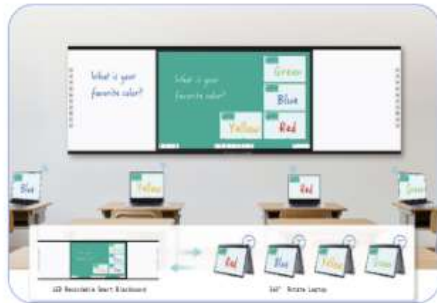 What is your
favorite color?
What is your
favorite color?
Green
Blue
Yellow
Red
Blue
Yellow
Red
Green
Red
Blue
Yellow
Green
LED Recordable Smart Blackboard
360° Rotate Laptop